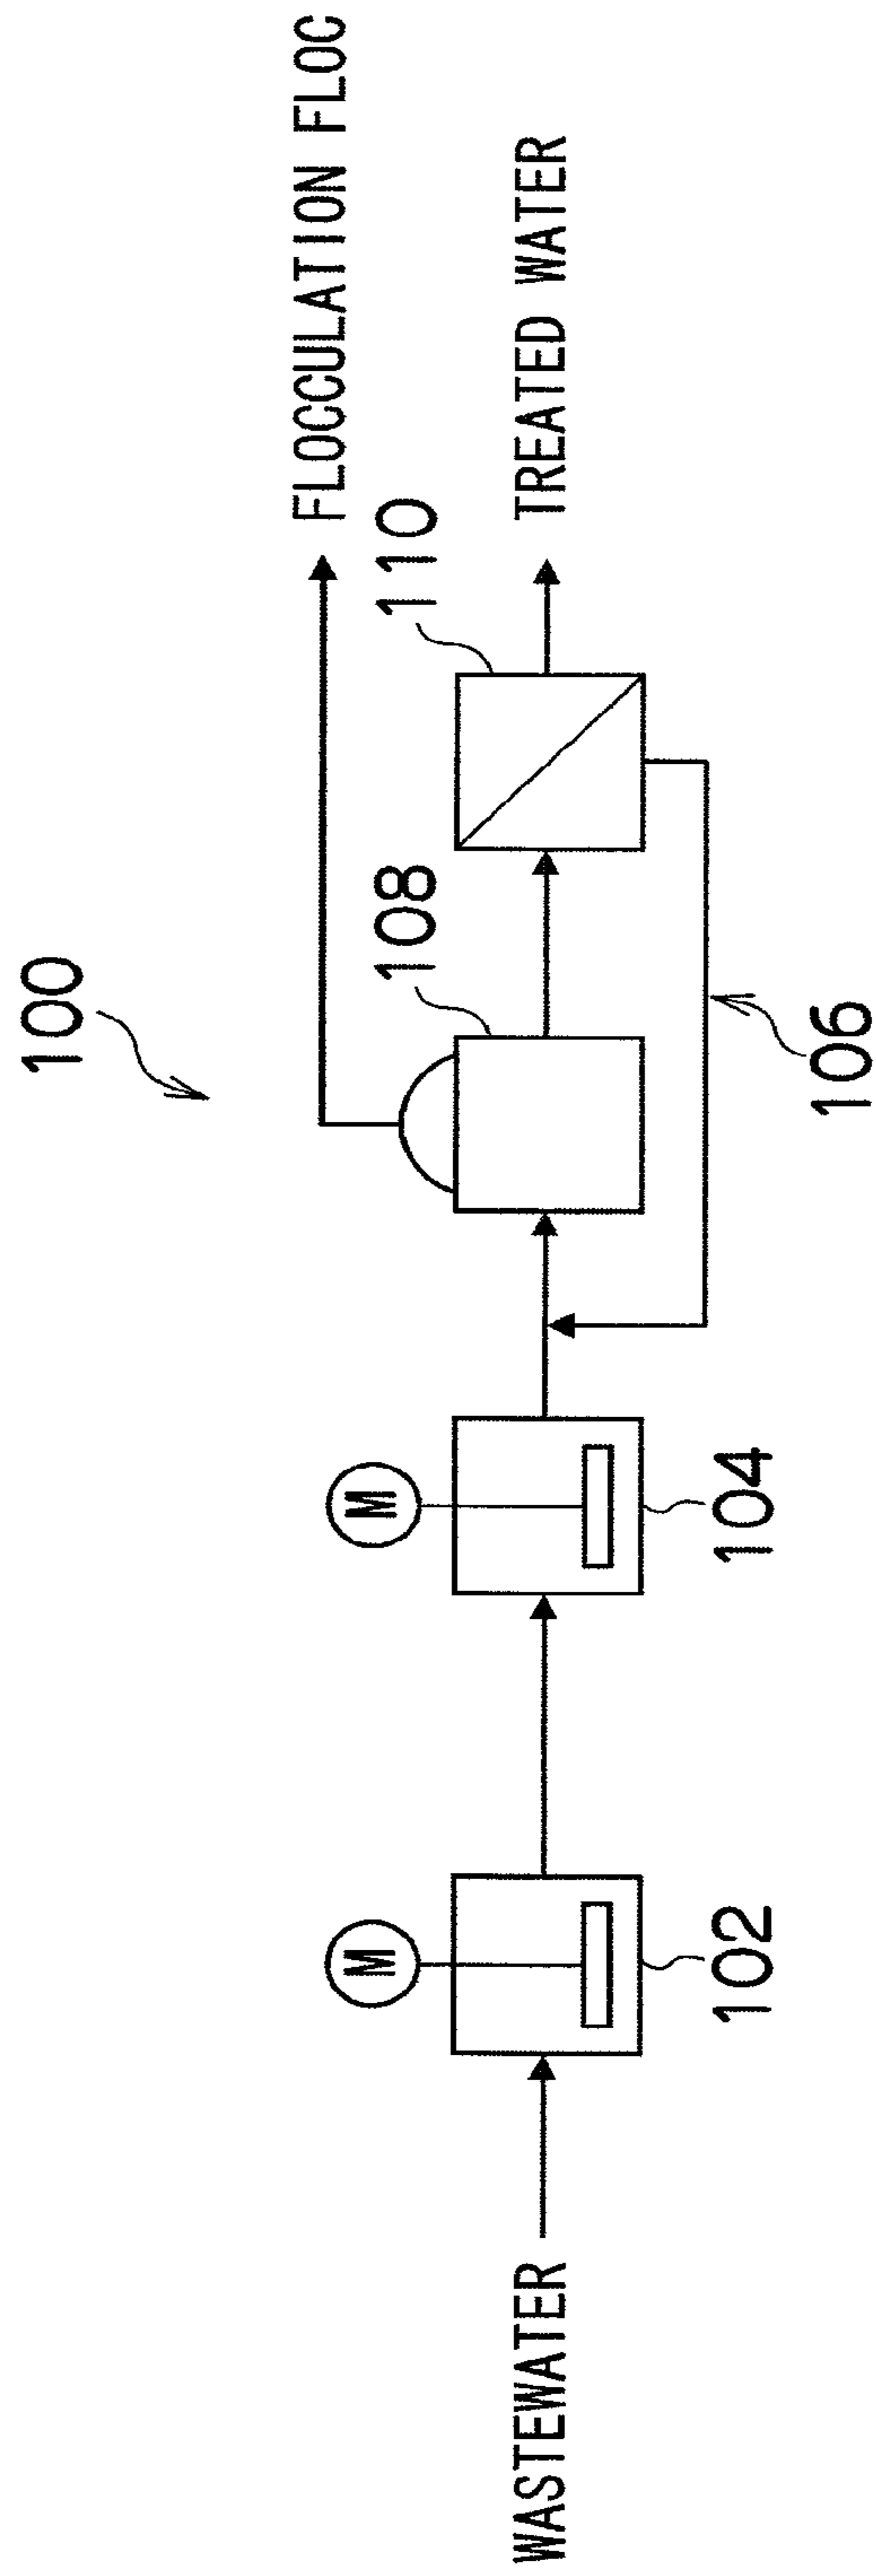 100
FLOCCULATION FLOC
108
110
M
M
WASTEWATER
TREATED WATER
102
104
106